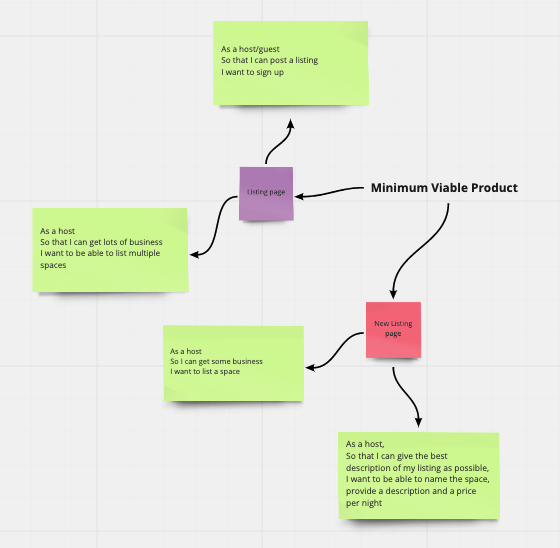 As a host/guest
So that I can post a listing
I want to sign up
Listing page
Minimum Viable Product
As a host
So that I can get lots of business
I want to be able to list multiple
spaces
New Listing
page
As a host
So I can get some business
I want to list a space
As a host,
So that I can give the best
description of my listing as possible,
I want to be able to name the space,
provide a description and a price
per night